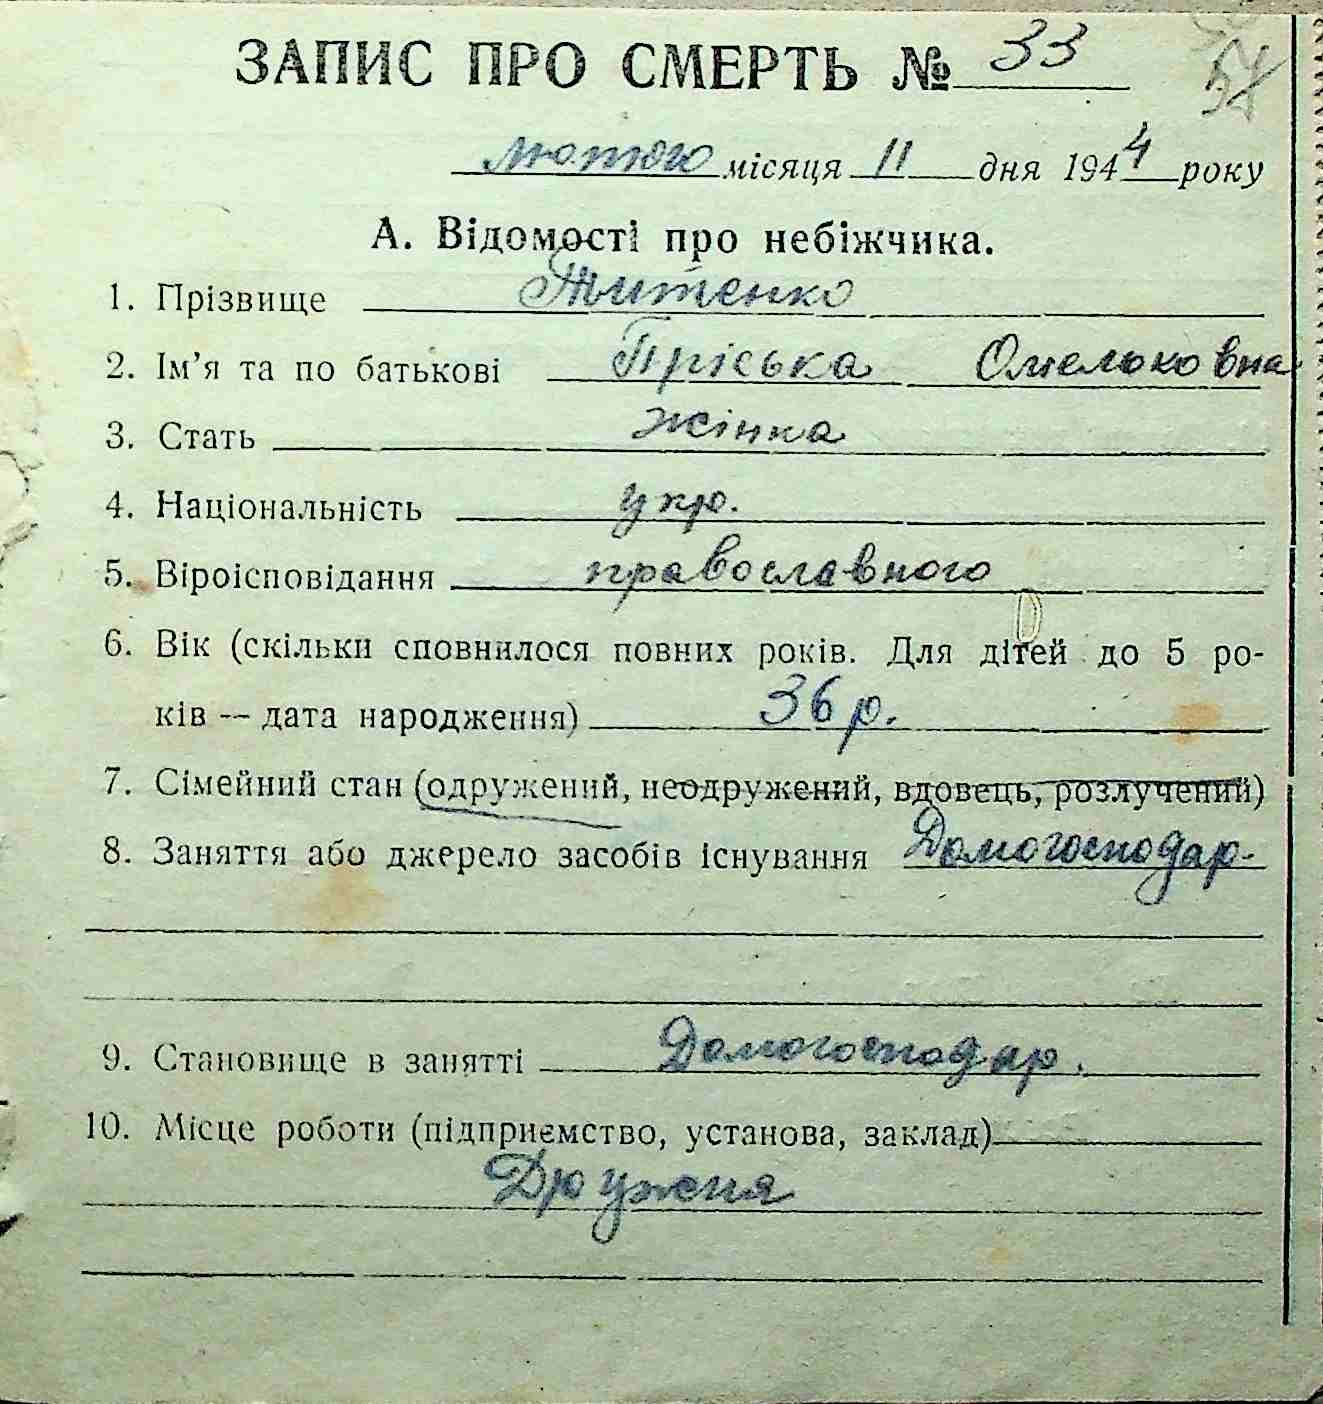 ЗАПИС ПРО СМЕРТЬ № 33
лютого місяця 11 дня 1944 року
А. Відомості про небіжчика.
1. Прізвище Титенко
2. Ім'я та по батькові Пріська Омельковна
3. Стать жінка
4. Національність укр.
5. Віроісповідання православного
6. Вік (скільки сповнилося повних років. Для дітей до 5 ро-
ків — дата народження) 36 р.
7. Сімейний стан (одружений, неодружений, вдовець, розлучений)
8. Заняття або джерело засобів існування Домогосподар-
9. Становище в занятті Домогосподар.
10. Місце роботи (підприємство, установа, заклад)
Дружена